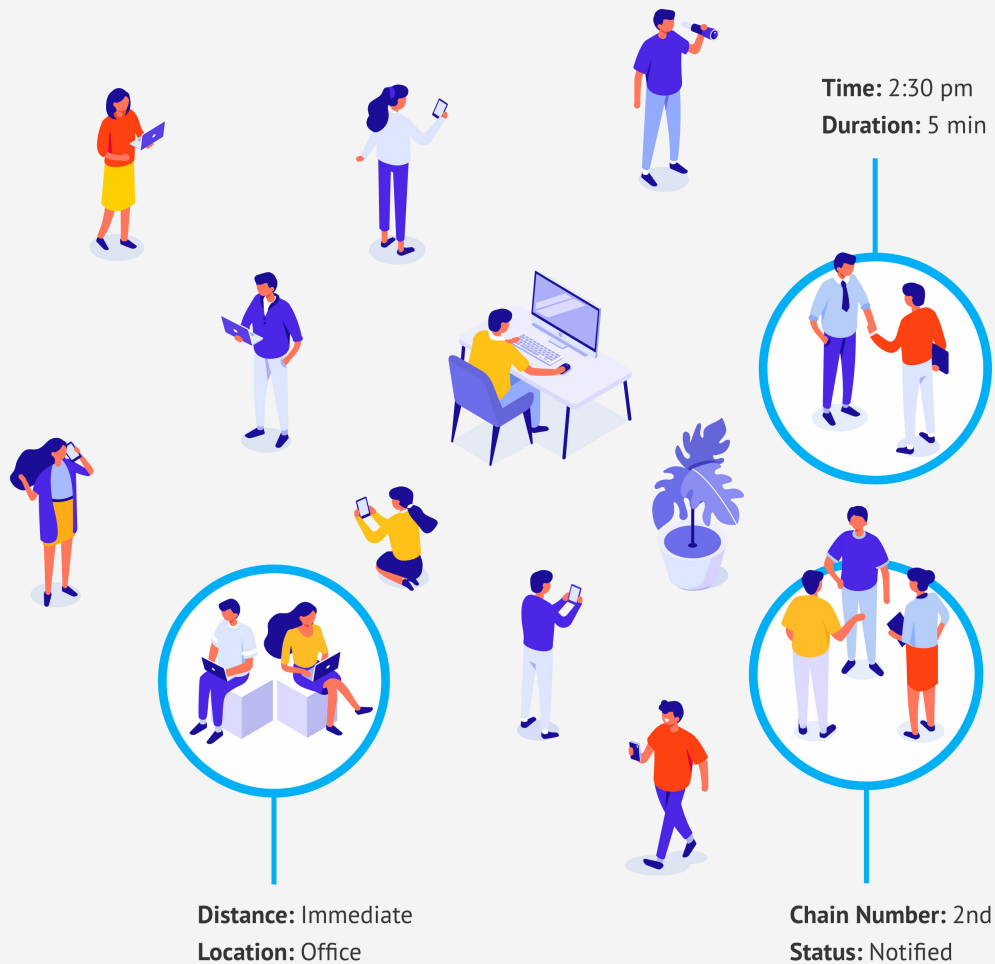 Time: 2:30 pm
Duration: 5 min
Distance: Immediate
Location: Office
Chain Number: 2nd
Status: Notified